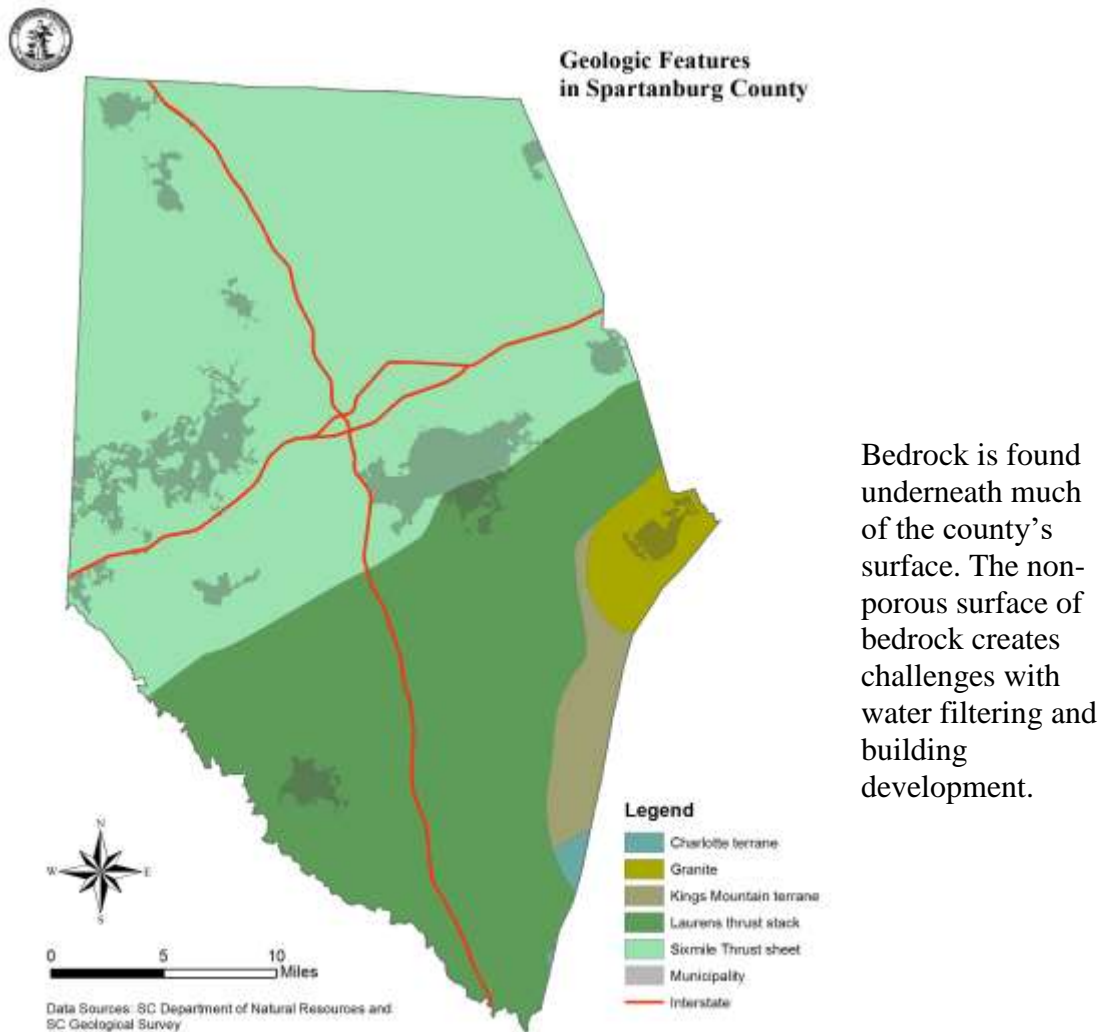 Geologic Features
in Spartanburg County
Bedrock is found
underneath much
of the county’s
surface. The non-
porous surface of
bedrock creates
challenges with
water filtering and
building
development.
Legend
Charlotte terrane
Granite
Kings Mountain terrane
Laurens thrust stack
Sixmile Thrust sheet
Municipality
Interstate
N
W E
S
0 5 10
Miles
Data Sources: SC Department of Natural Resources and
SC Geological Survey